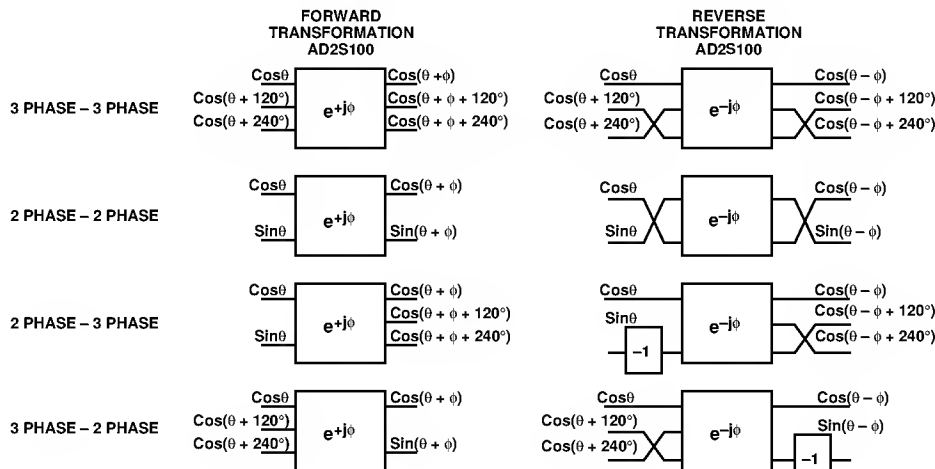 FORWARD
TRANSFORMATION
AD2S100
REVERSE
TRANSFORMATION
AD2S100
3 PHASE – 3 PHASE
Cosθ
Cos(θ + 120°)
Cos(θ + 240°)
e+jϕ
Cos(θ +ϕ)
Cos(θ + ϕ + 120°)
Cos(θ + ϕ + 240°)
Cosθ
Cos(θ + 120°)
Cos(θ + 240°)
e–jϕ
Cos(θ – ϕ)
Cos(θ – ϕ + 120°)
Cos(θ – ϕ + 240°)
2 PHASE – 2 PHASE
Cosθ
Sinθ
e+jϕ
Cos(θ + ϕ)
Sin(θ + ϕ)
Cosθ
Sinθ
e–jϕ
Cos(θ – ϕ)
Sin(θ – ϕ)
2 PHASE – 3 PHASE
Cosθ
Sinθ
e+jϕ
Cos(θ + ϕ)
Cos(θ + ϕ + 120°)
Cos(θ + ϕ + 240°)
Cosθ
Sinθ
–1
e–jϕ
Cos(θ – ϕ)
Cos(θ – ϕ + 120°)
Cos(θ – ϕ + 240°)
3 PHASE – 2 PHASE
Cosθ
Cos(θ + 120°)
Cos(θ + 240°)
e+jϕ
Cos(θ + ϕ)
Sin(θ + ϕ)
Cosθ
Cos(θ + 120°)
Cos(θ + 240°)
e–jϕ
Cos(θ – ϕ)
Sin(θ – ϕ)
–1